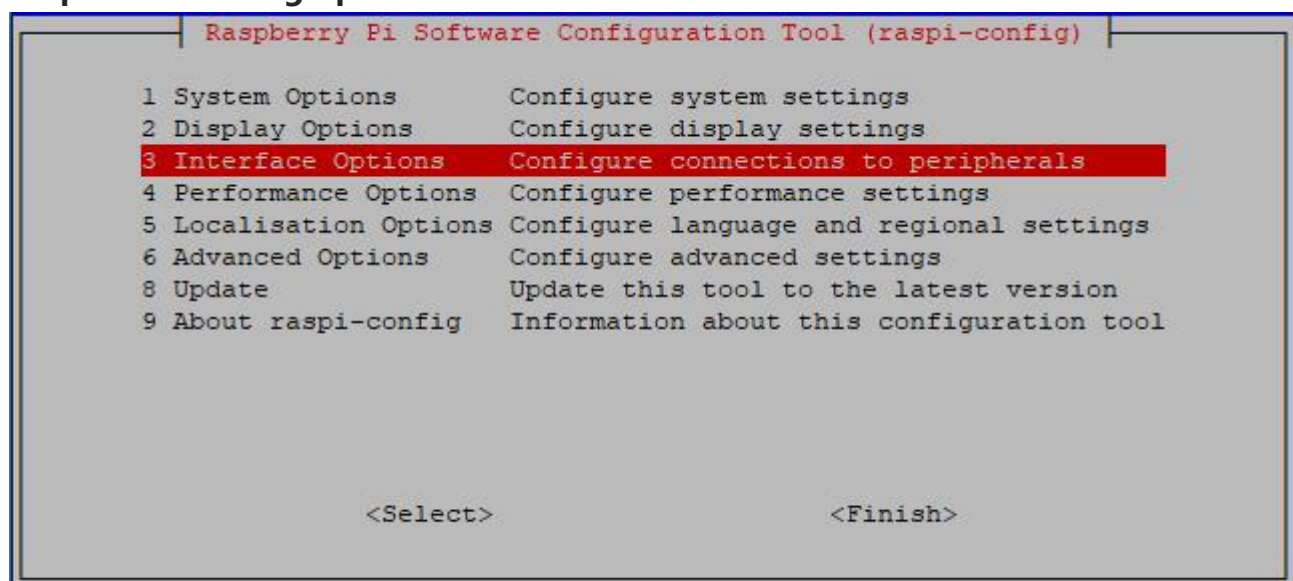 Raspberry Pi Software Configuration Tool (raspi-config)
1 System Options Configure system settings
2 Display Options Configure display settings
3 Interface Options Configure connections to peripherals
4 Performance Options Configure performance settings
5 Localisation Options Configure language and regional settings
6 Advanced Options Configure advanced settings
8 Update Update this tool to the latest version
9 About raspi-config Information about this configuration tool
<Select> <Finish>